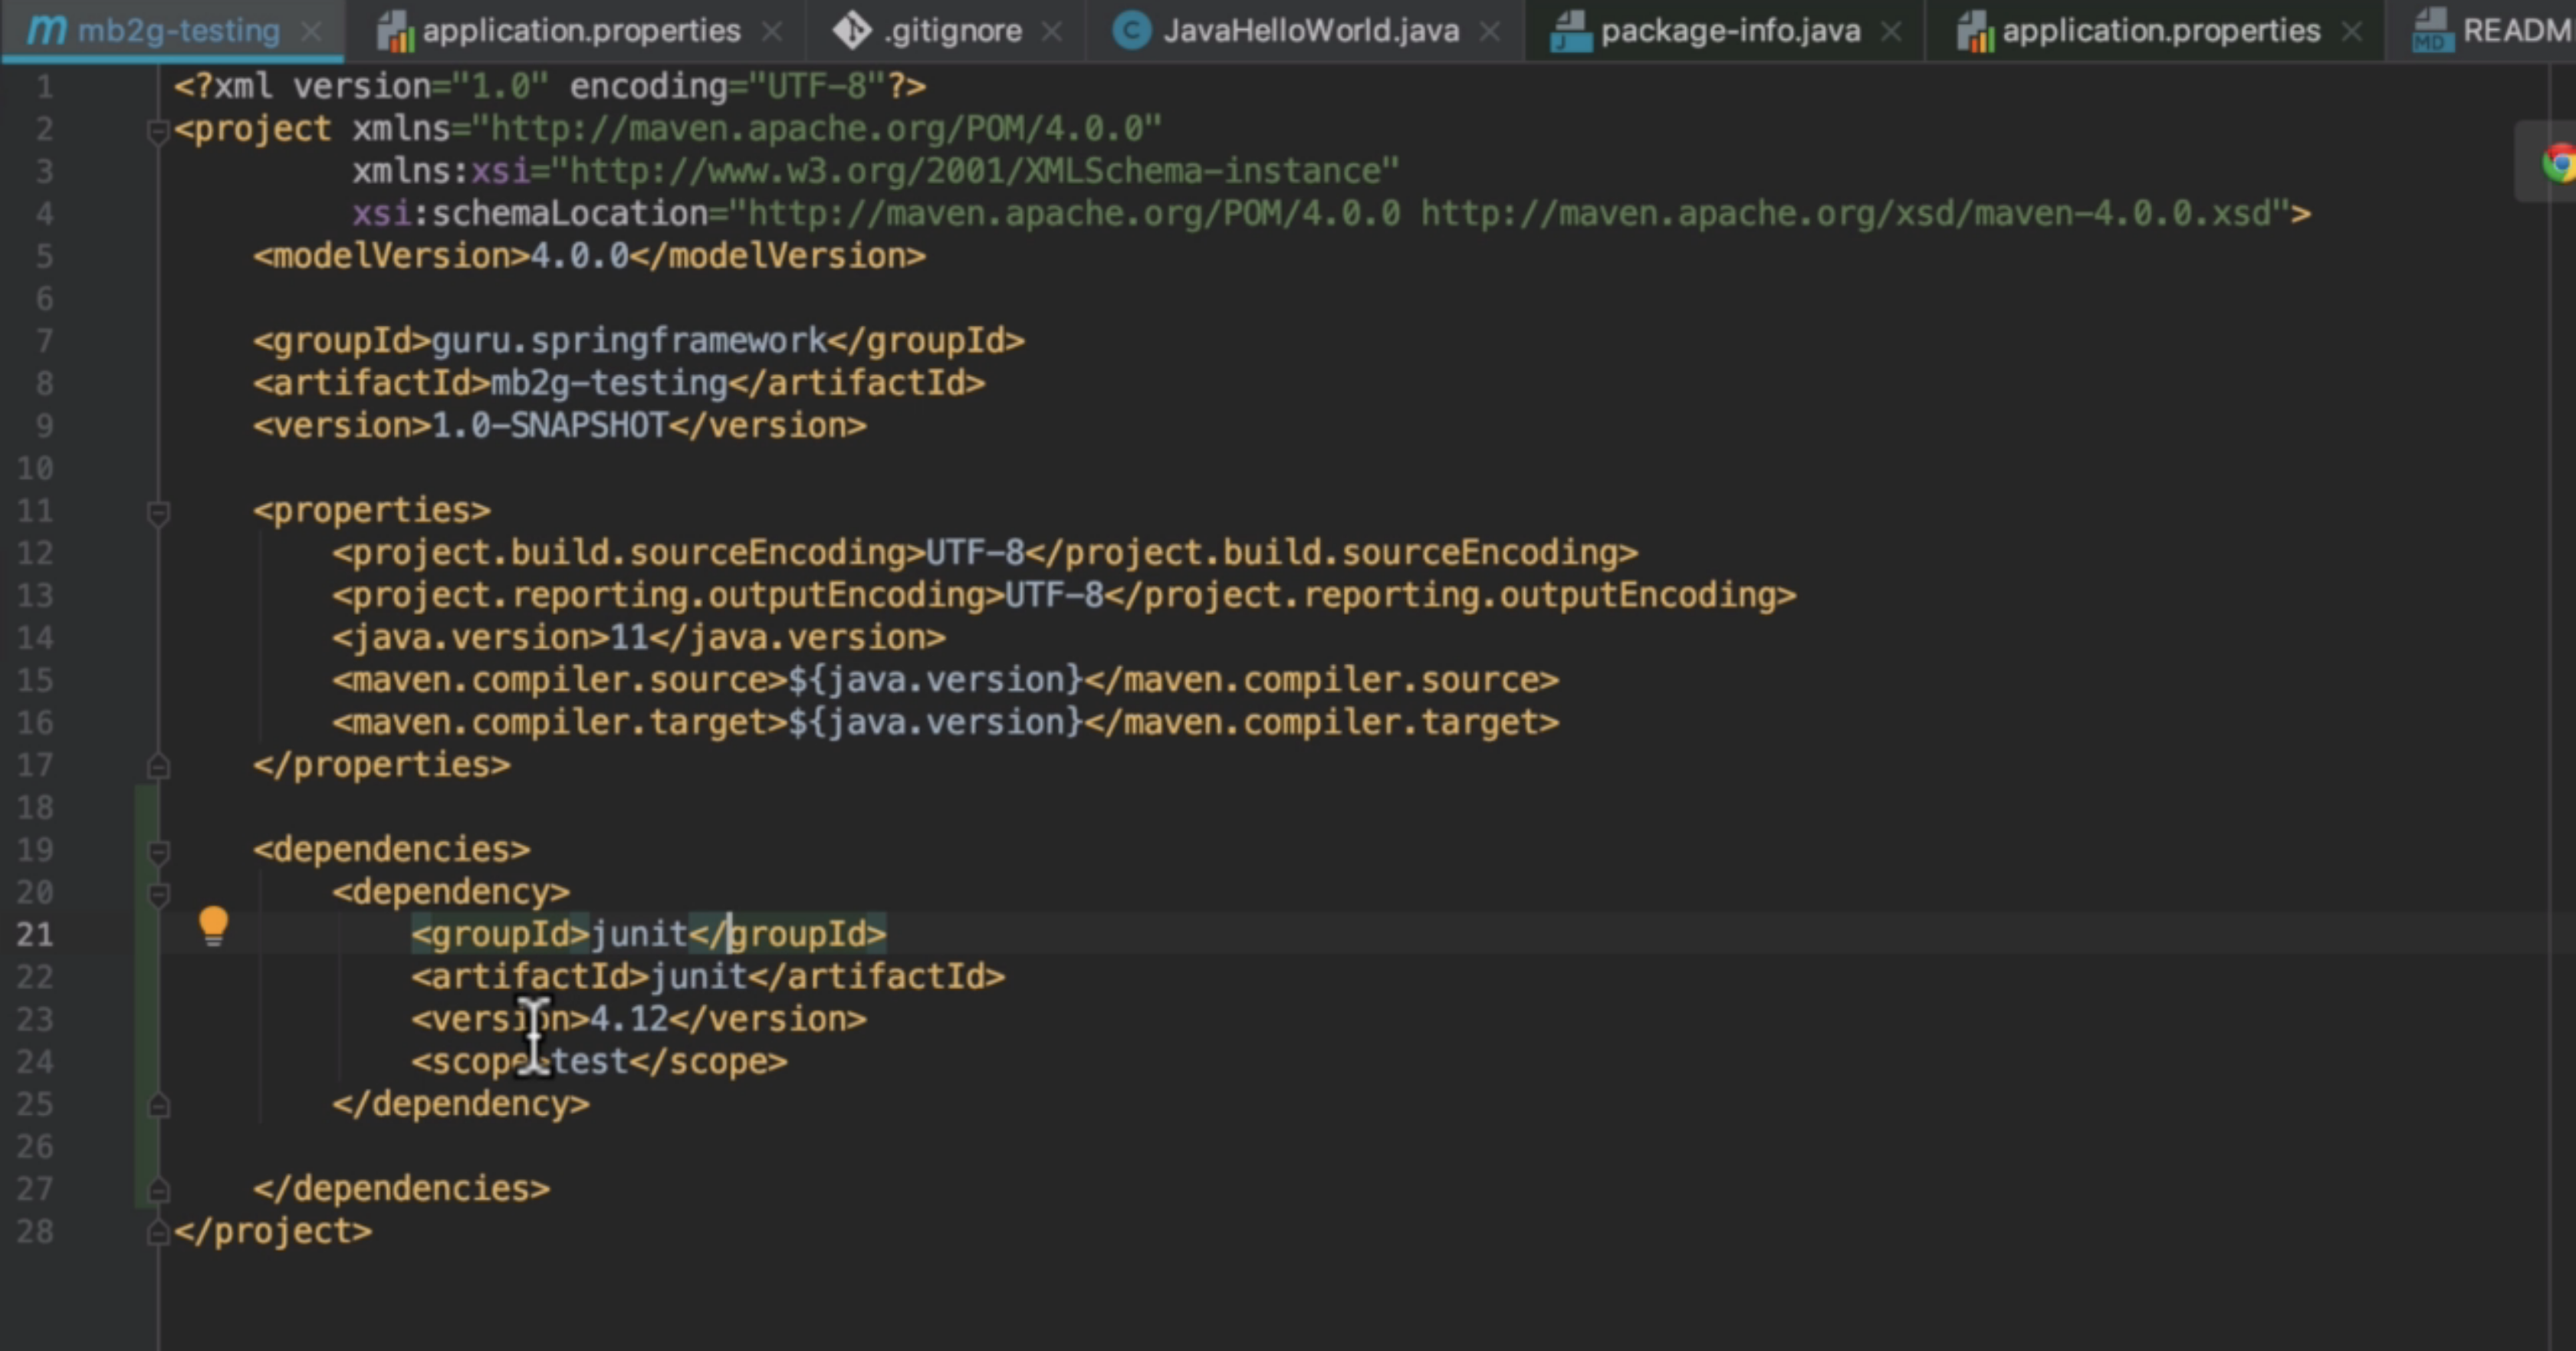 mb2g-testing application.properties .gitignore JavaHelloWorld.java package-info.java application.properties READM
1 <?xml version="1.0" encoding="UTF-8"?>
2 <project xmlns="http://maven.apache.org/POM/4.0.0"
3 xmlns:xsi="http://www.w3.org/2001/XMLSchema-instance"
4 xsi:schemaLocation="http://maven.apache.org/POM/4.0.0 http://maven.apache.org/xsd/maven-4.0.0.xsd">
5 <modelVersion>4.0.0</modelVersion>
6
7 <groupId>guru.springframework</groupId>
8 <artifactId>mb2g-testing</artifactId>
9 <version>1.0-SNAPSHOT</version>
10
11 <properties>
12 <project.build.sourceEncoding>UTF-8</project.build.sourceEncoding>
13 <project.reporting.outputEncoding>UTF-8</project.reporting.outputEncoding>
14 <java.version>11</java.version>
15 <maven.compiler.source>${java.version}</maven.compiler.source>
16 <maven.compiler.target>${java.version}</maven.compiler.target>
17 </properties>
18
19 <dependencies>
20 <dependency>
21 <groupId>junit</groupId>
22 <artifactId>junit</artifactId>
23 <version>4.12</version>
24 <scope>test</scope>
25 </dependency>
26
27 </dependencies>
28 </project>